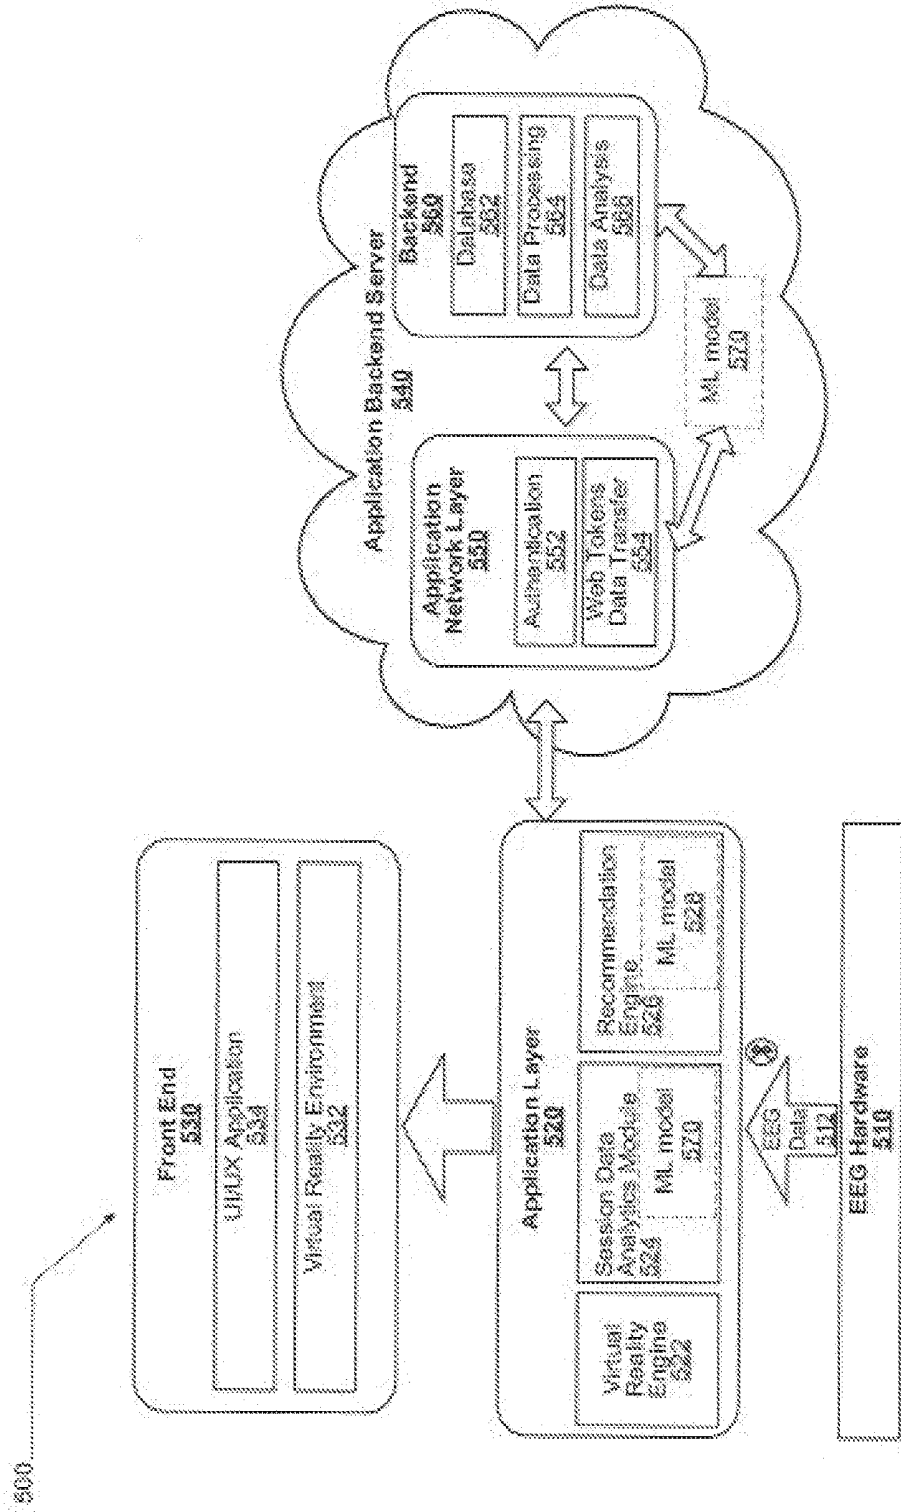 500
Front End
530
UI/UX Application
534
Virtual Reality Environment
532
Application Layer
520
Virtual
Reality
Engine
522
Session Data
Analytics Module
524
ML model
570
Recommendation
Engine
526
ML model
528
EEG
Data
512
EEG Hardware
510
Application Backend Server
540
Application
Network Layer
550
Authentication
552
Web Tokens
Data Transfer
554
Backend
560
Database
562
Data Processing
564
Data Analysis
566
ML model
570